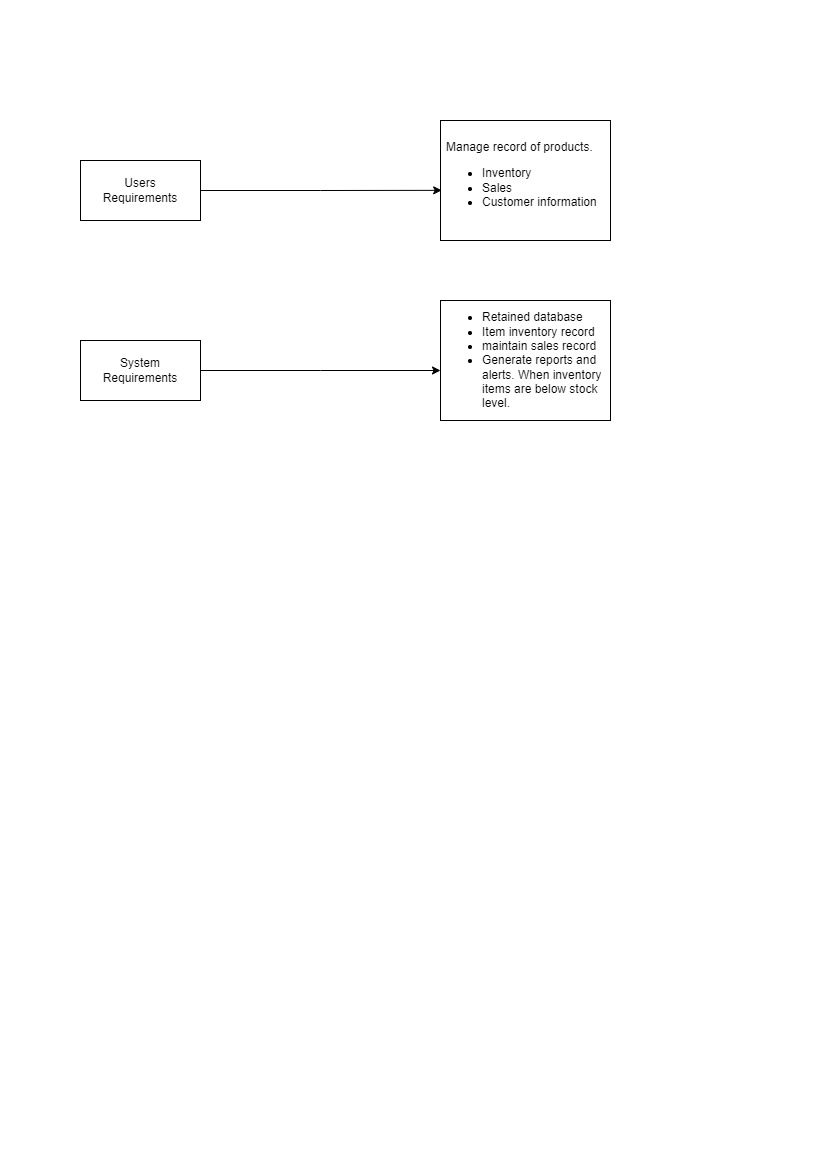 Users
Requirements
Manage record of products.
Inventory
Sales
Customer information
System
Requirements
Retained database
Item inventory record
maintain sales record
Generate reports and
alerts. When inventory
items are below stock
level.